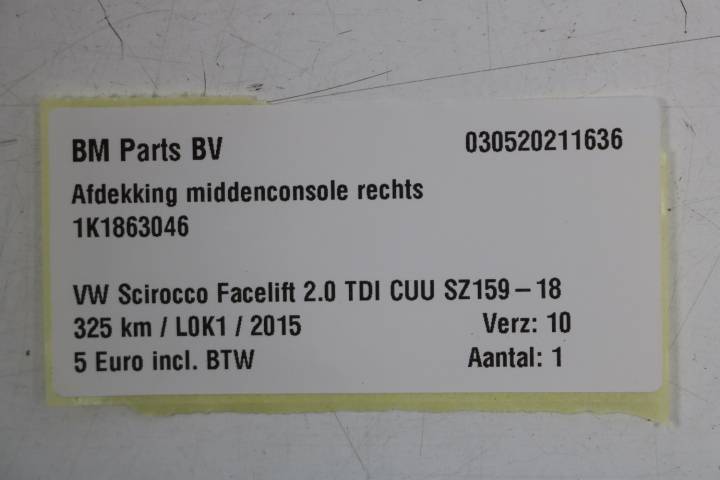 BM Parts BV 030520211636
Afdekking middenconsole rechts
1K1863046
VW Scirocco Facelift 2.0 TDI CUU SZ159-18
325 km / L0K1 / 2015 Verz: 10
5 Euro incl. BTW Aantal: 1